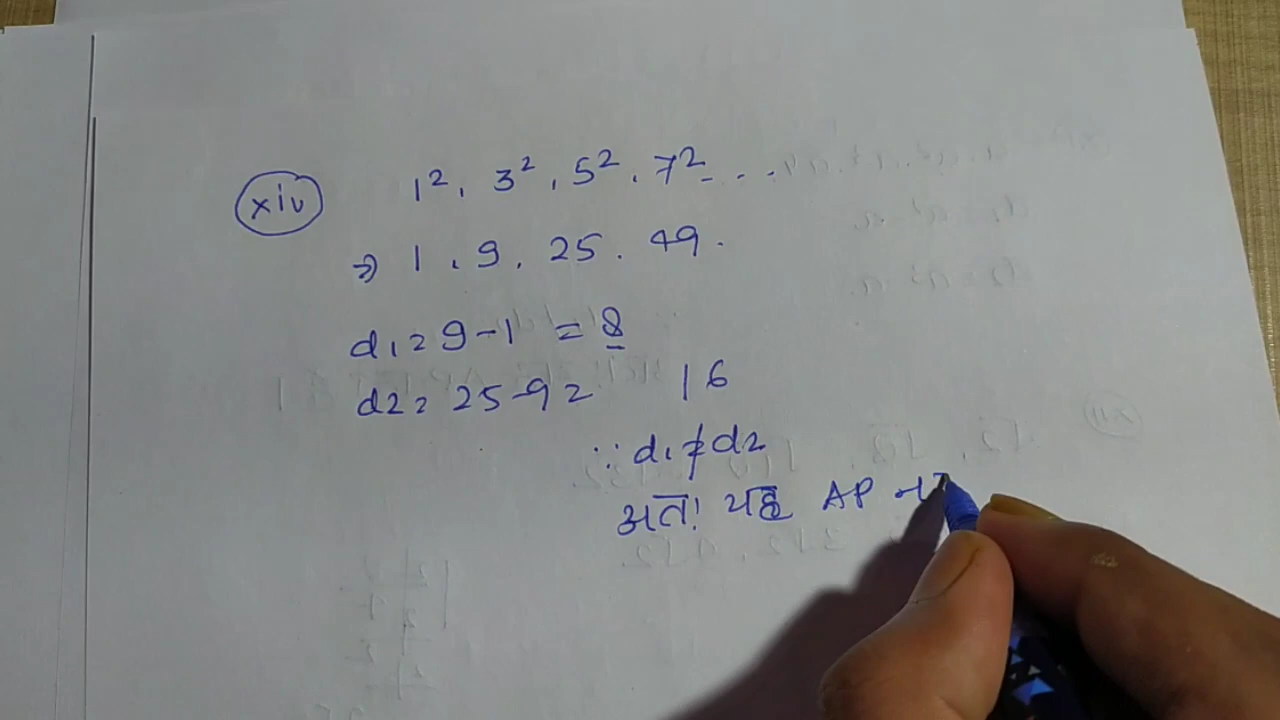 xiv 1², 3², 5², 7² - - - -
⇒ 1, 9, 25, 49.
d1 = 9-1 = 8
d2 = 25-9 = 16
∵ d1 ≠ d2
अतः यह AP